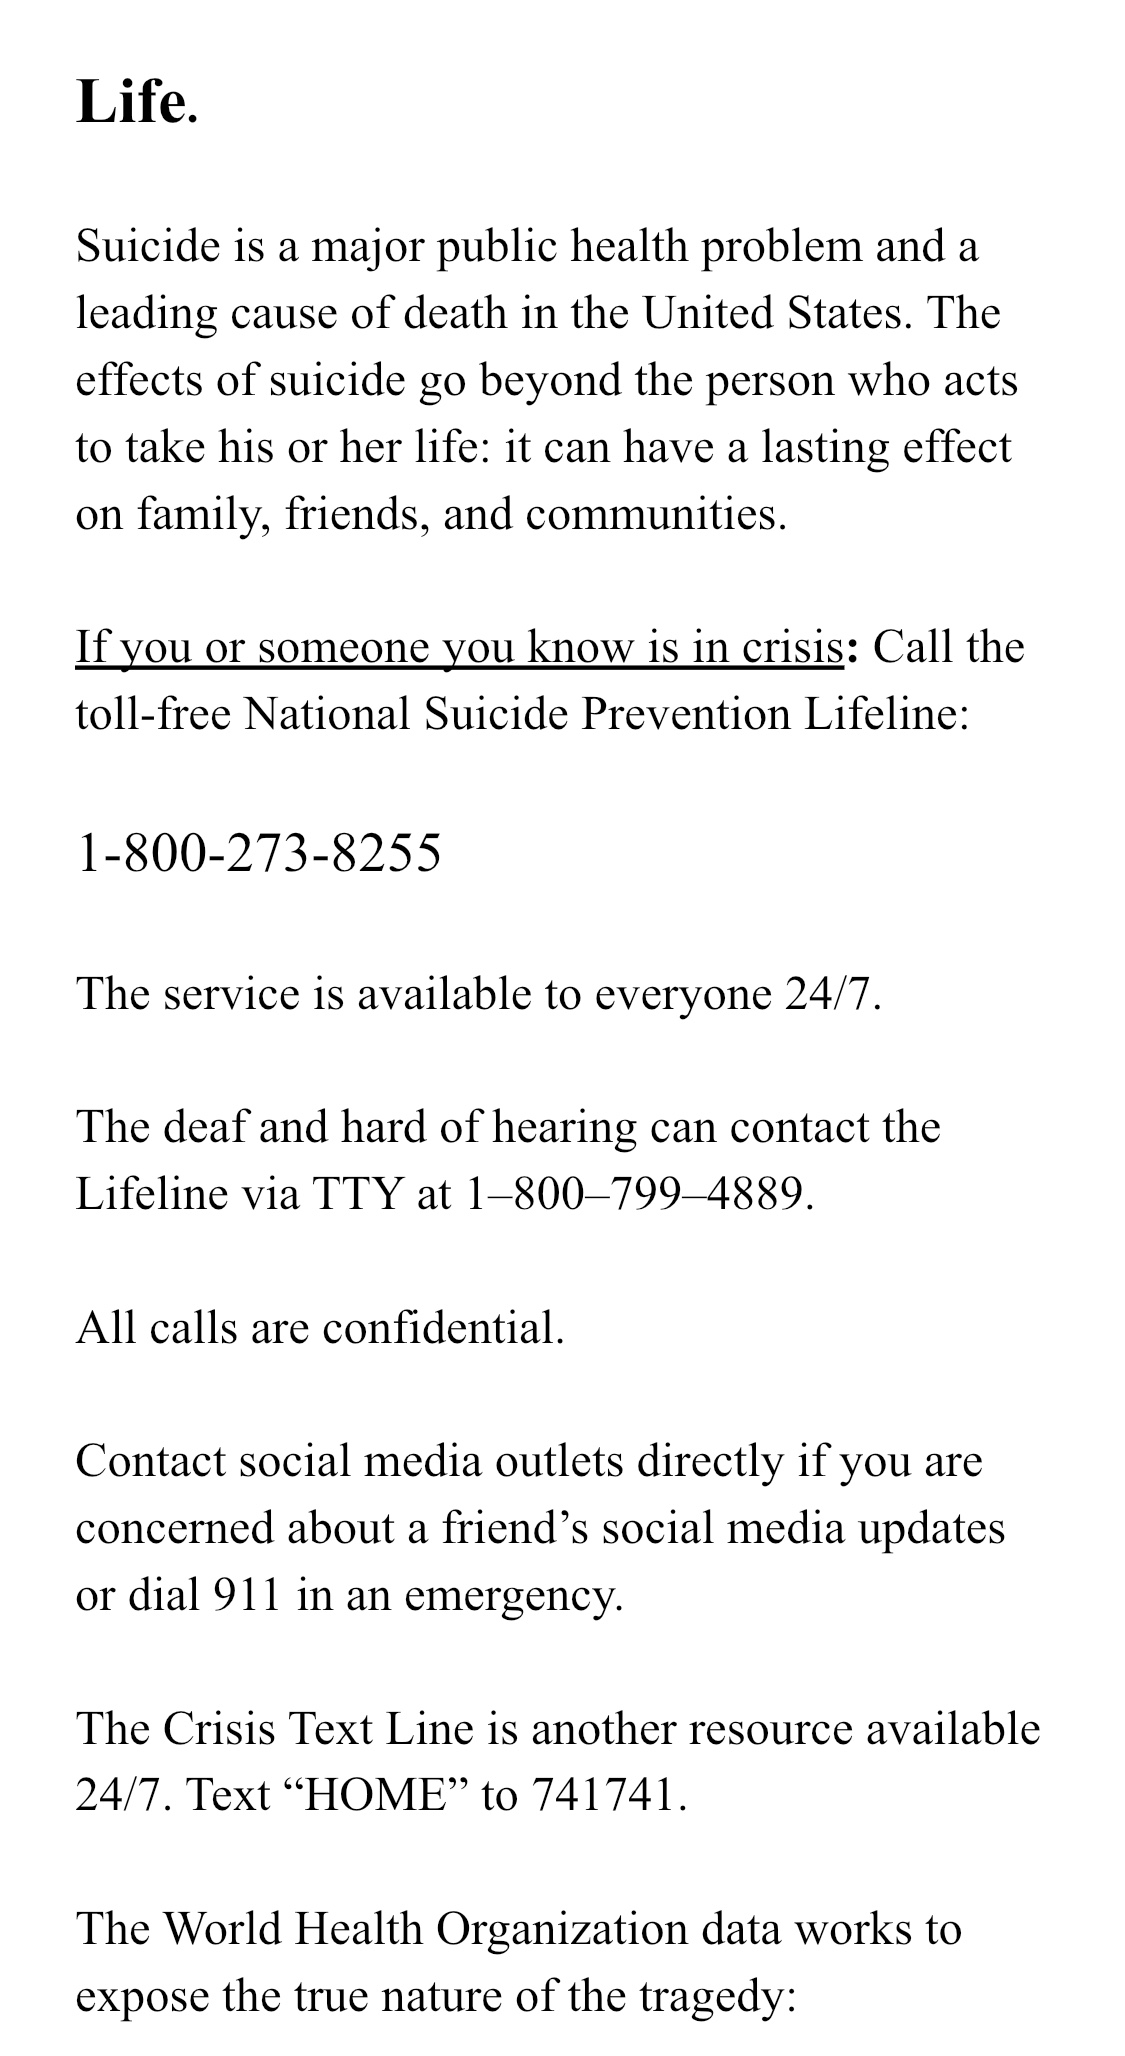 Life.
Suicide is a major public health problem and a
leading cause of death in the United States. The
effects of suicide go beyond the person who acts
to take his or her life: it can have a lasting effect
on family, friends, and communities.
If you or someone you know is in crisis: Call the
toll-free National Suicide Prevention Lifeline:
1-800-273-8255
The service is available to everyone 24/7.
The deaf and hard of hearing can contact the
Lifeline via TTY at 1–800–799–4889.
All calls are confidential.
Contact social media outlets directly if you are
concerned about a friend’s social media updates
or dial 911 in an emergency.
The Crisis Text Line is another resource available
24/7. Text “HOME” to 741741.
The World Health Organization data works to
expose the true nature of the tragedy: